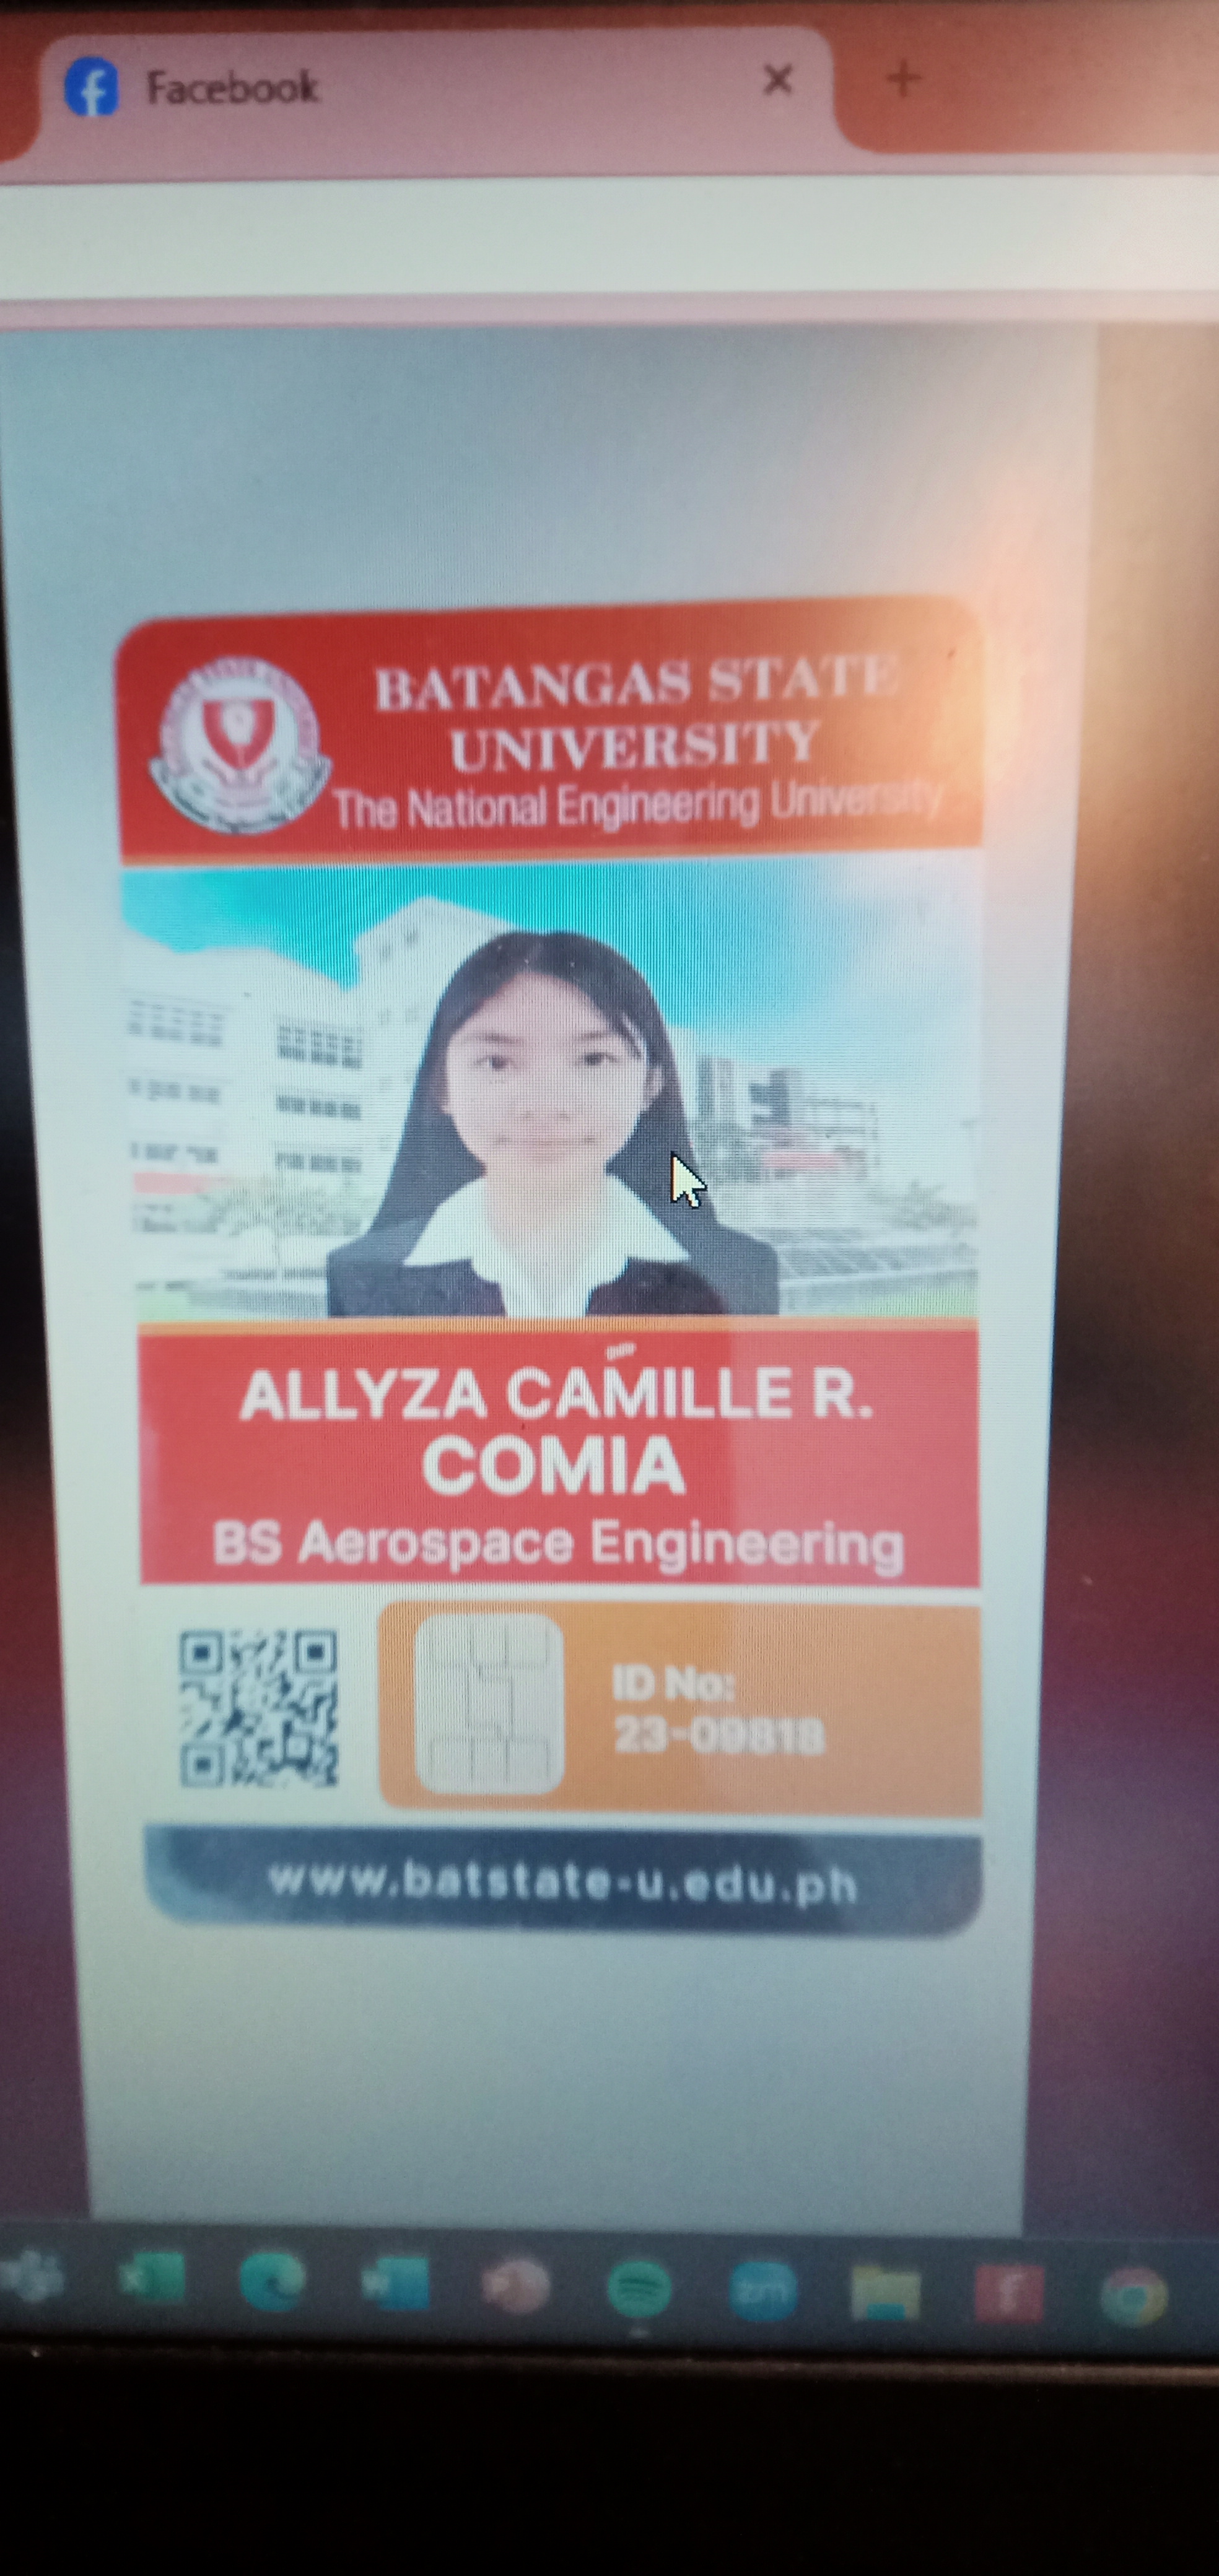 Facebook
BATANGAS STATE
UNIVERSITY
The National Engineering University
ALLYZA CAMILLE R.
COMIA
BS Aerospace Engineering
ID No:
23-09818
www.batstate-u.edu.ph
zm